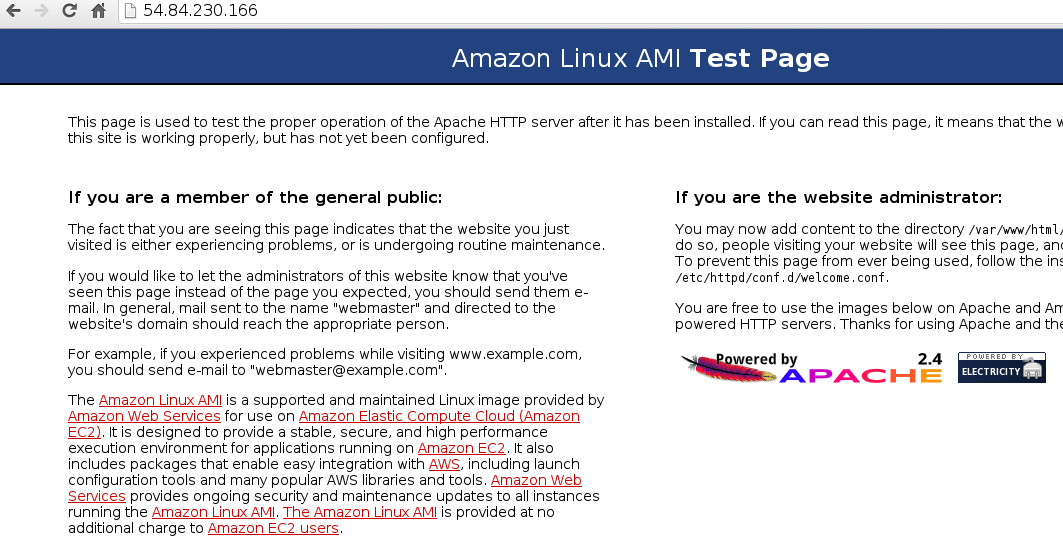 54.84.230.166
Amazon Linux AMI Test Page
This page is used to test the proper operation of the Apache HTTP server after it has been installed. If you can read this page, it means that the
this site is working properly, but has not yet been configured.
If you are a member of the general public:
The fact that you are seeing this page indicates that the website you just
visited is either experiencing problems, or is undergoing routine maintenance.
If you would like to let the administrators of this website know that you've
seen this page instead of the page you expected, you should send them e-
mail. In general, mail sent to the name "webmaster" and directed to the
website's domain should reach the appropriate person.
For example, if you experienced problems while visiting www.example.com,
you should send e-mail to "webmaster@example.com".
The Amazon Linux AMI is a supported and maintained Linux image provided by
Amazon Web Services for use on Amazon Elastic Compute Cloud (Amazon
EC2). It is designed to provide a stable, secure, and high performance
execution environment for applications running on Amazon EC2. It also
includes packages that enable easy integration with AWS, including launch
configuration tools and many popular AWS libraries and tools. Amazon Web
Services provides ongoing security and maintenance updates to all instances
running the Amazon Linux AMI. The Amazon Linux AMI is provided at no
additional charge to Amazon EC2 users.
If you are the website administrator:
You may now add content to the directory /var/www/html/
do so, people visiting your website will see this page, and
To prevent this page from ever being used, follow the
/etc/httpd/conf.d/welcome.conf.
You are free to use the images below on Apache and
powered HTTP servers. Thanks for using Apache and the
Powered by APACHE 2.4
POWERED BY
ELECTRICITY